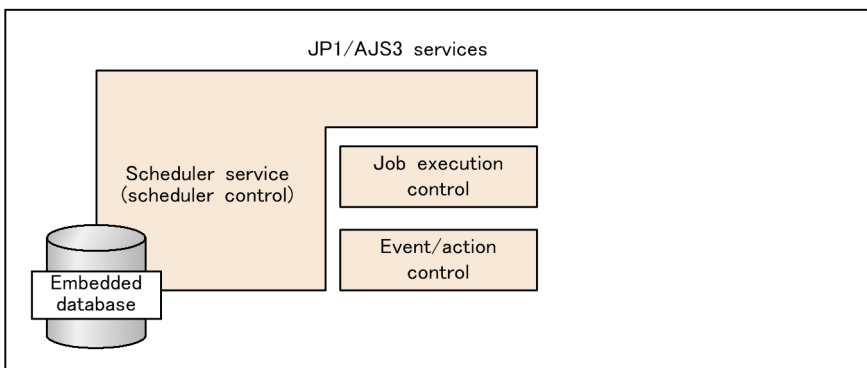 JP1/AJS3 services
Scheduler service
(scheduler control)
Job execution
control
Event/action
control
Embedded
database